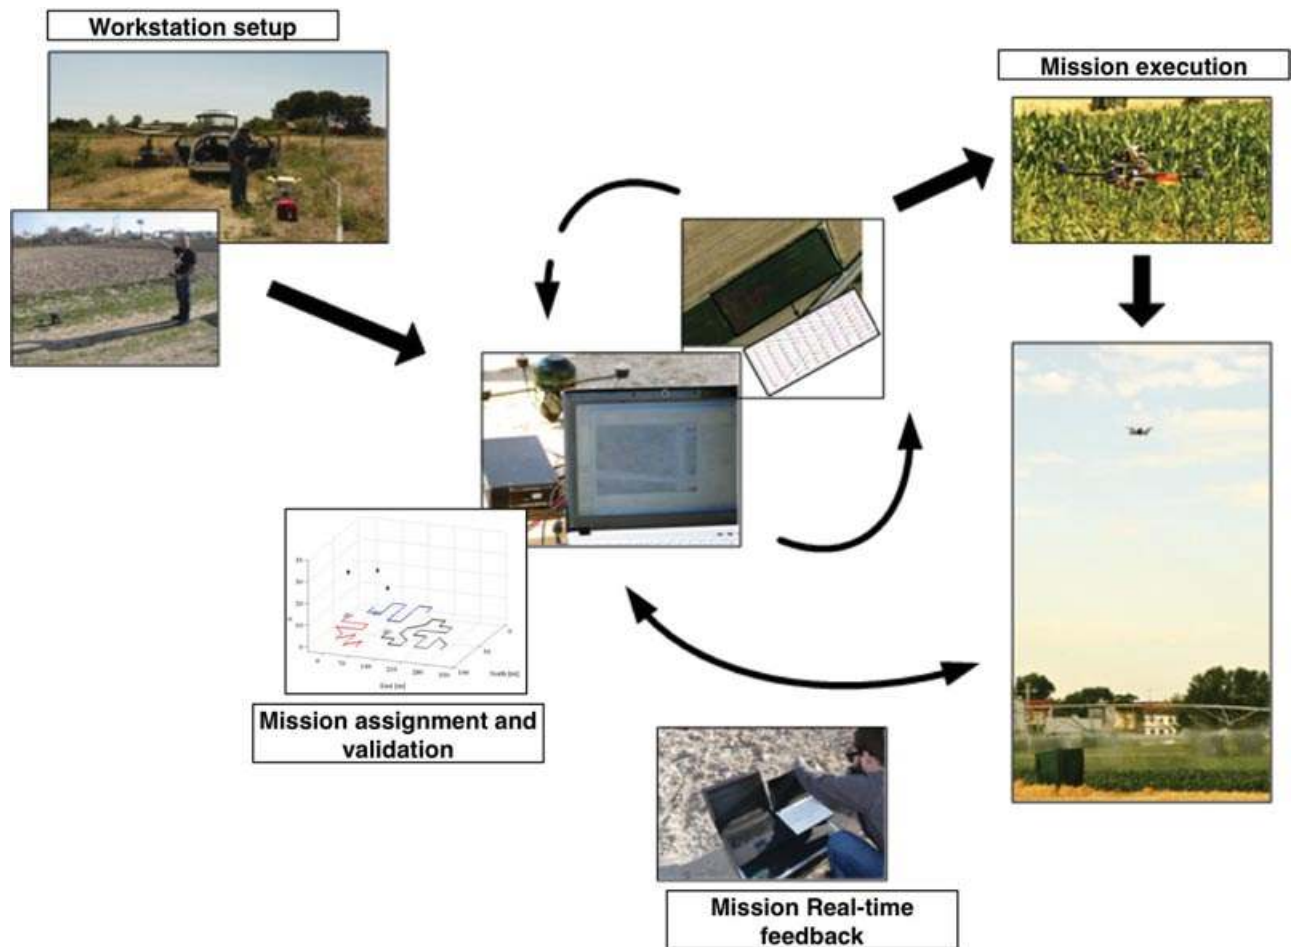 Workstation setup
Mission execution
Mission assignment and
validation
Mission Real-time
feedback